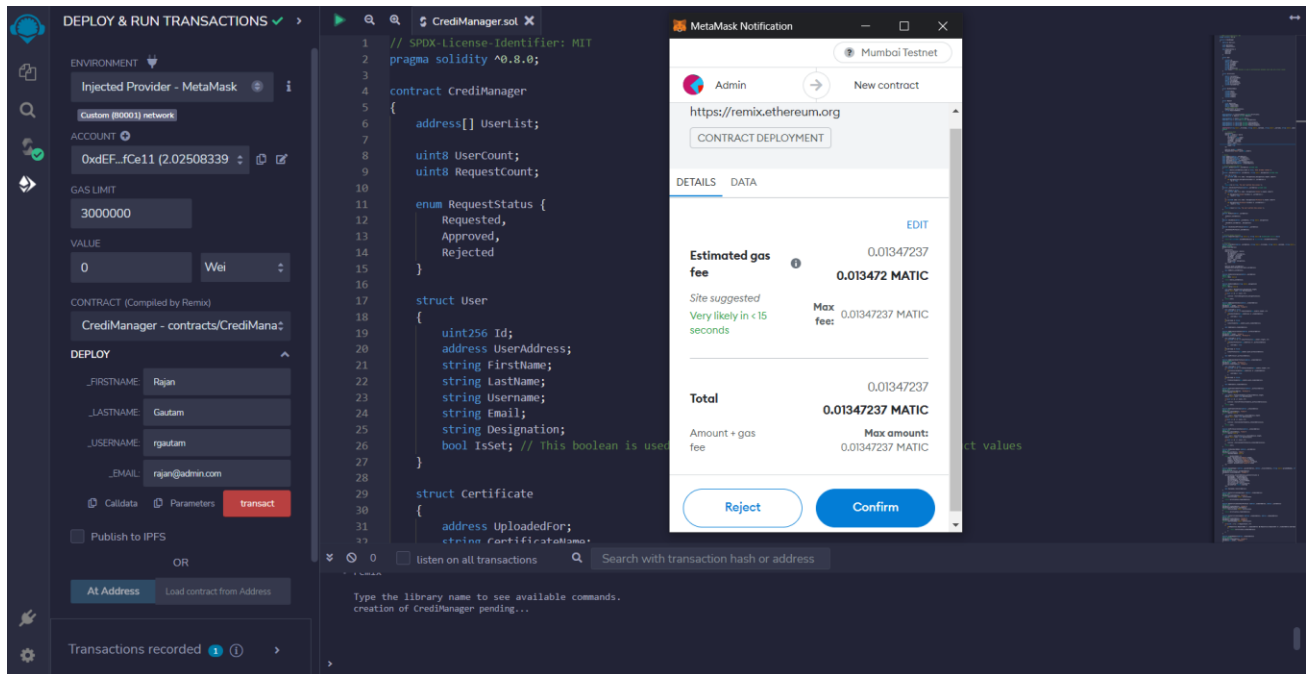 DEPLOY & RUN TRANSACTIONS
ENVIRONMENT
Injected Provider - MetaMask
Custom (80001) network
ACCOUNT
0xdEF...fCe11 (2.02508339
GAS LIMIT
3000000
VALUE
0 Wei
CONTRACT (Compiled by Remix)
CrediManager - contracts/CrediMana
DEPLOY
_FIRSTNAME: Rajan
_LASTNAME: Gautam
_USERNAME: rgautam
_EMAIL: rajan@admin.com
Calldata Parameters transact
Publish to IPFS
OR
At Address Load contract from Address
Transactions recorded 1 i
CrediManager.sol
1 // SPDX-License-Identifier: MIT
2 pragma solidity ^0.8.0;
3
4 contract CrediManager
5 {
6 address[] UserList;
7
8 uint8 UserCount;
9 uint8 RequestCount;
10
11 enum RequestStatus {
12 Requested,
13 Approved,
14 Rejected
15 }
16
17 struct User
18 {
19 uint256 Id;
20 address UserAddress;
21 string FirstName;
22 string LastName;
23 string Username;
24 string Email;
25 string Designation;
26 bool IsSet; // This boolean is used ct values
27 }
28
29 struct Certificate
30 {
31 address UploadedFor;
32 string CertificateName;
0 listen on all transactions Search with transaction hash or address
remix
Type the library name to see available commands.
creation of CrediManager pending...
>
MetaMask Notification
Mumbai Testnet
Admin New contract
https://remix.ethereum.org
CONTRACT DEPLOYMENT
DETAILS DATA
EDIT
Estimated gas fee 0.01347237
0.013472 MATIC
Site suggested
Very likely in < 15 seconds
Max fee: 0.01347237 MATIC
0.01347237
Total 0.01347237 MATIC
Amount + gas fee
Max amount:
0.01347237 MATIC
Reject Confirm